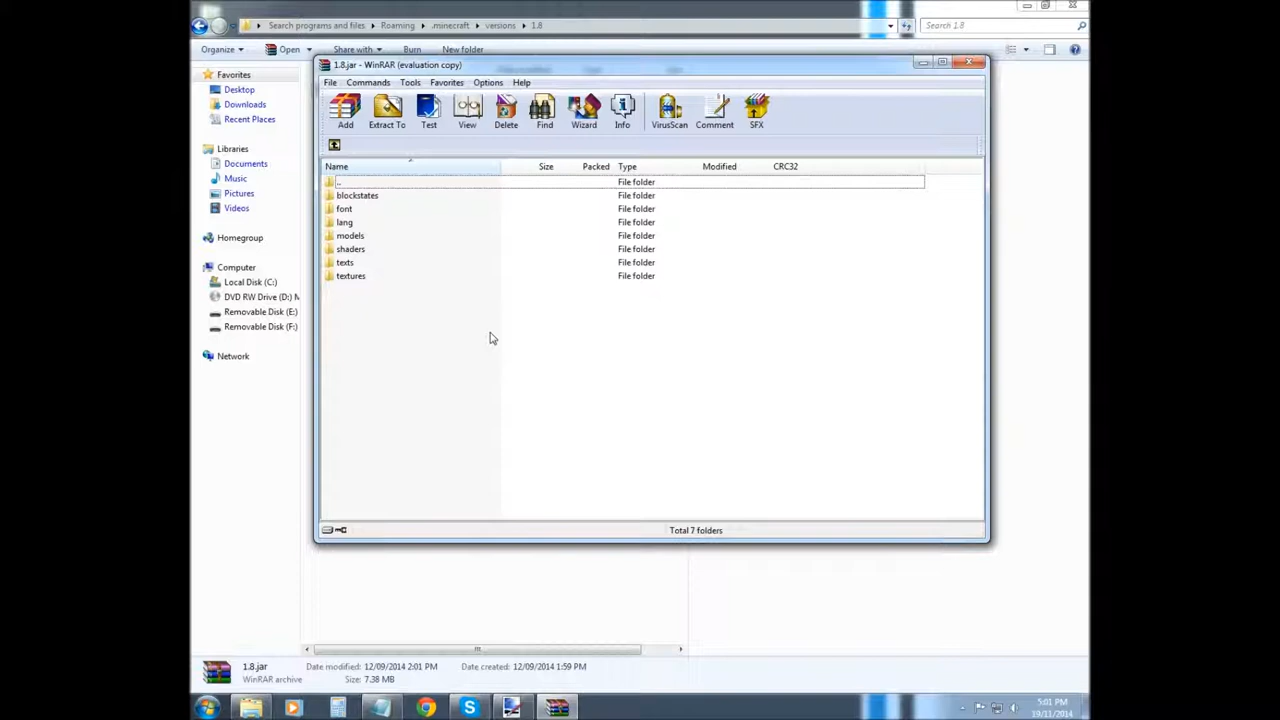 Search programs and files Roaming .minecraft versions 1.8
Search 1.8
Organize Open Share with Burn New folder
Favorites
Desktop
Downloads
Recent Places
Libraries
Documents
Music
Pictures
Videos
Homegroup
Computer
Local Disk (C:)
DVD RW Drive (D:) M
Removable Disk (E:)
Removable Disk (F:)
Network
1.8.jar - WinRAR (evaluation copy)
File Commands Tools Favorites Options Help
Add Extract To Test View Delete Find Wizard Info VirusScan Comment SFX
Name Size Packed Type Modified CRC32
.. File folder
blockstates File folder
font File folder
lang File folder
models File folder
shaders File folder
texts File folder
textures File folder
Total 7 folders
1.8.jar Date modified: 12/09/2014 2:01 PM Date created: 12/09/2014 1:59 PM
WinRAR archive Size: 7.38 MB
5:01 PM
19/11/2014